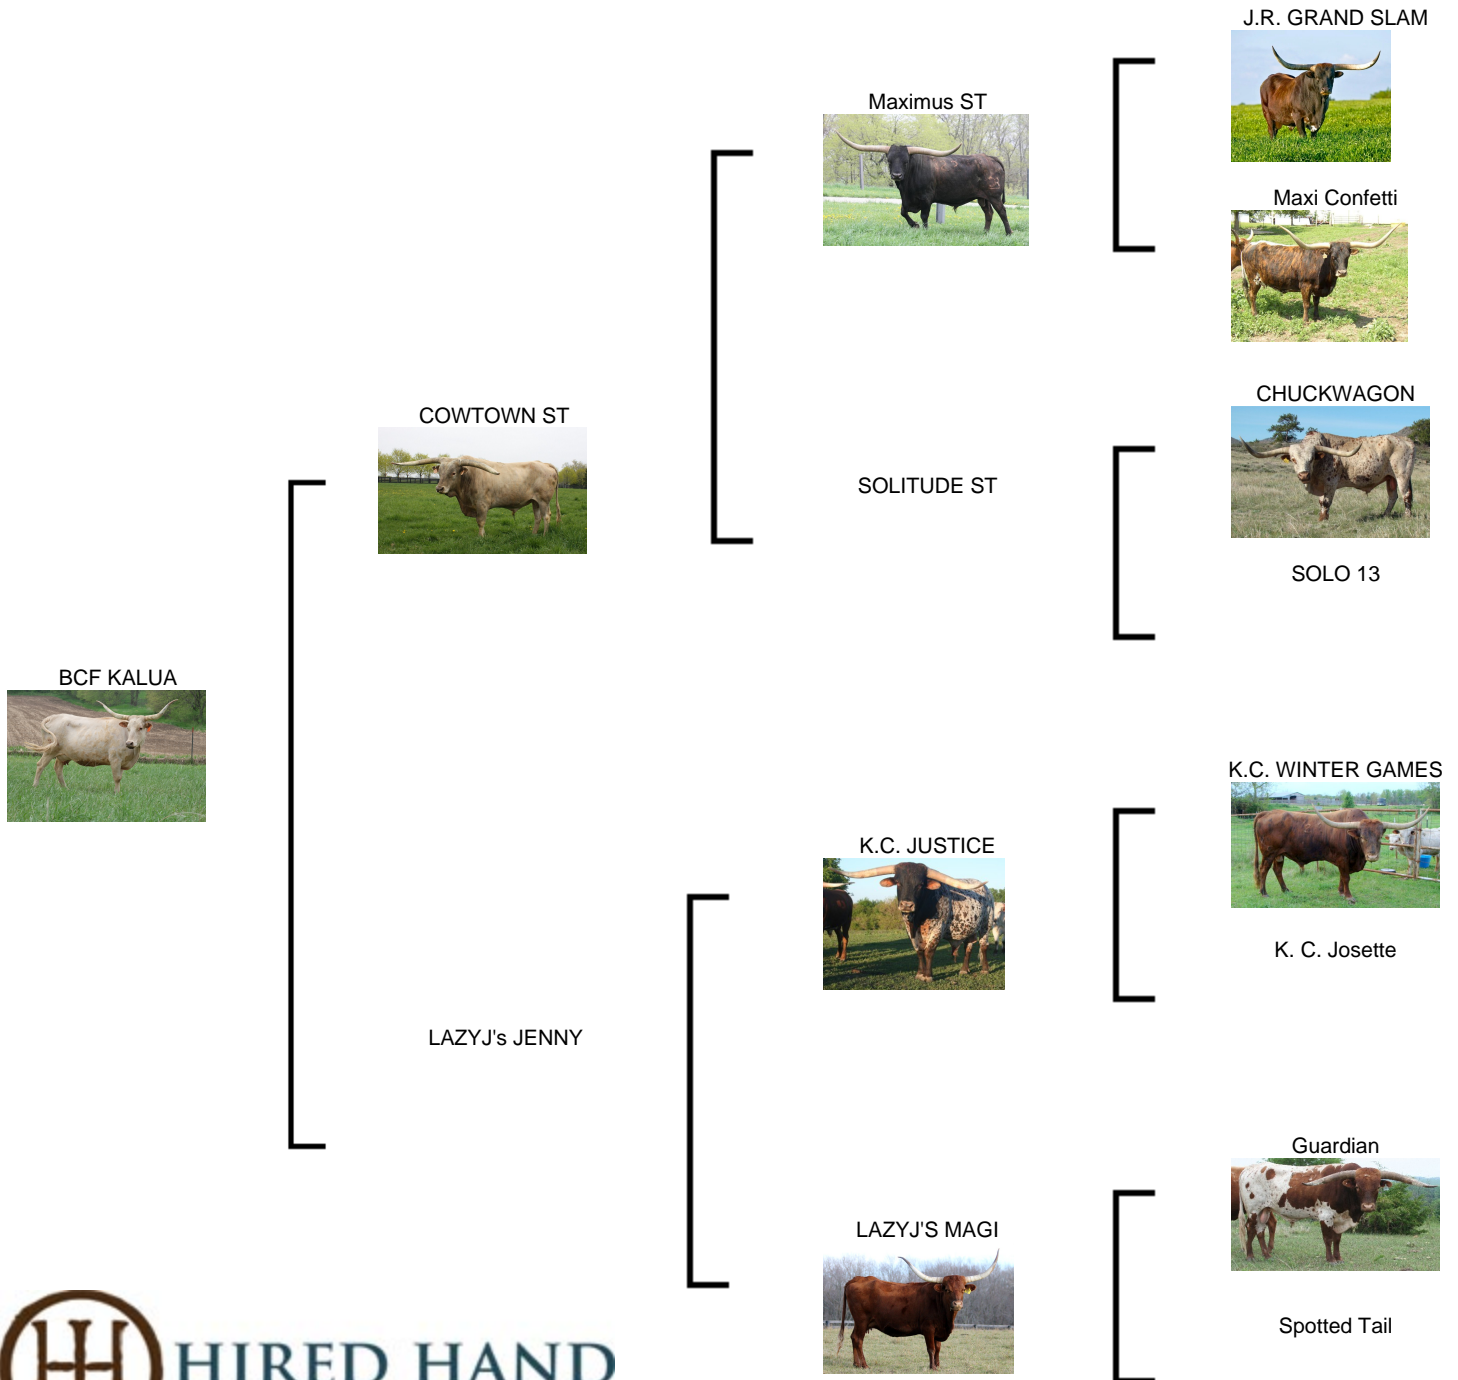 J.R. GRAND SLAM
Maximus ST
Maxi Confetti
CHUCKWAGON
COWTOWN ST
SOLITUDE ST
SOLO 13
BCF KALUA
K.C. WINTER GAMES
K.C. JUSTICE
K. C. Josette
LAZYJ's JENNY
Guardian
LAZYJ'S MAGI
Spotted Tail
HIRED HAND